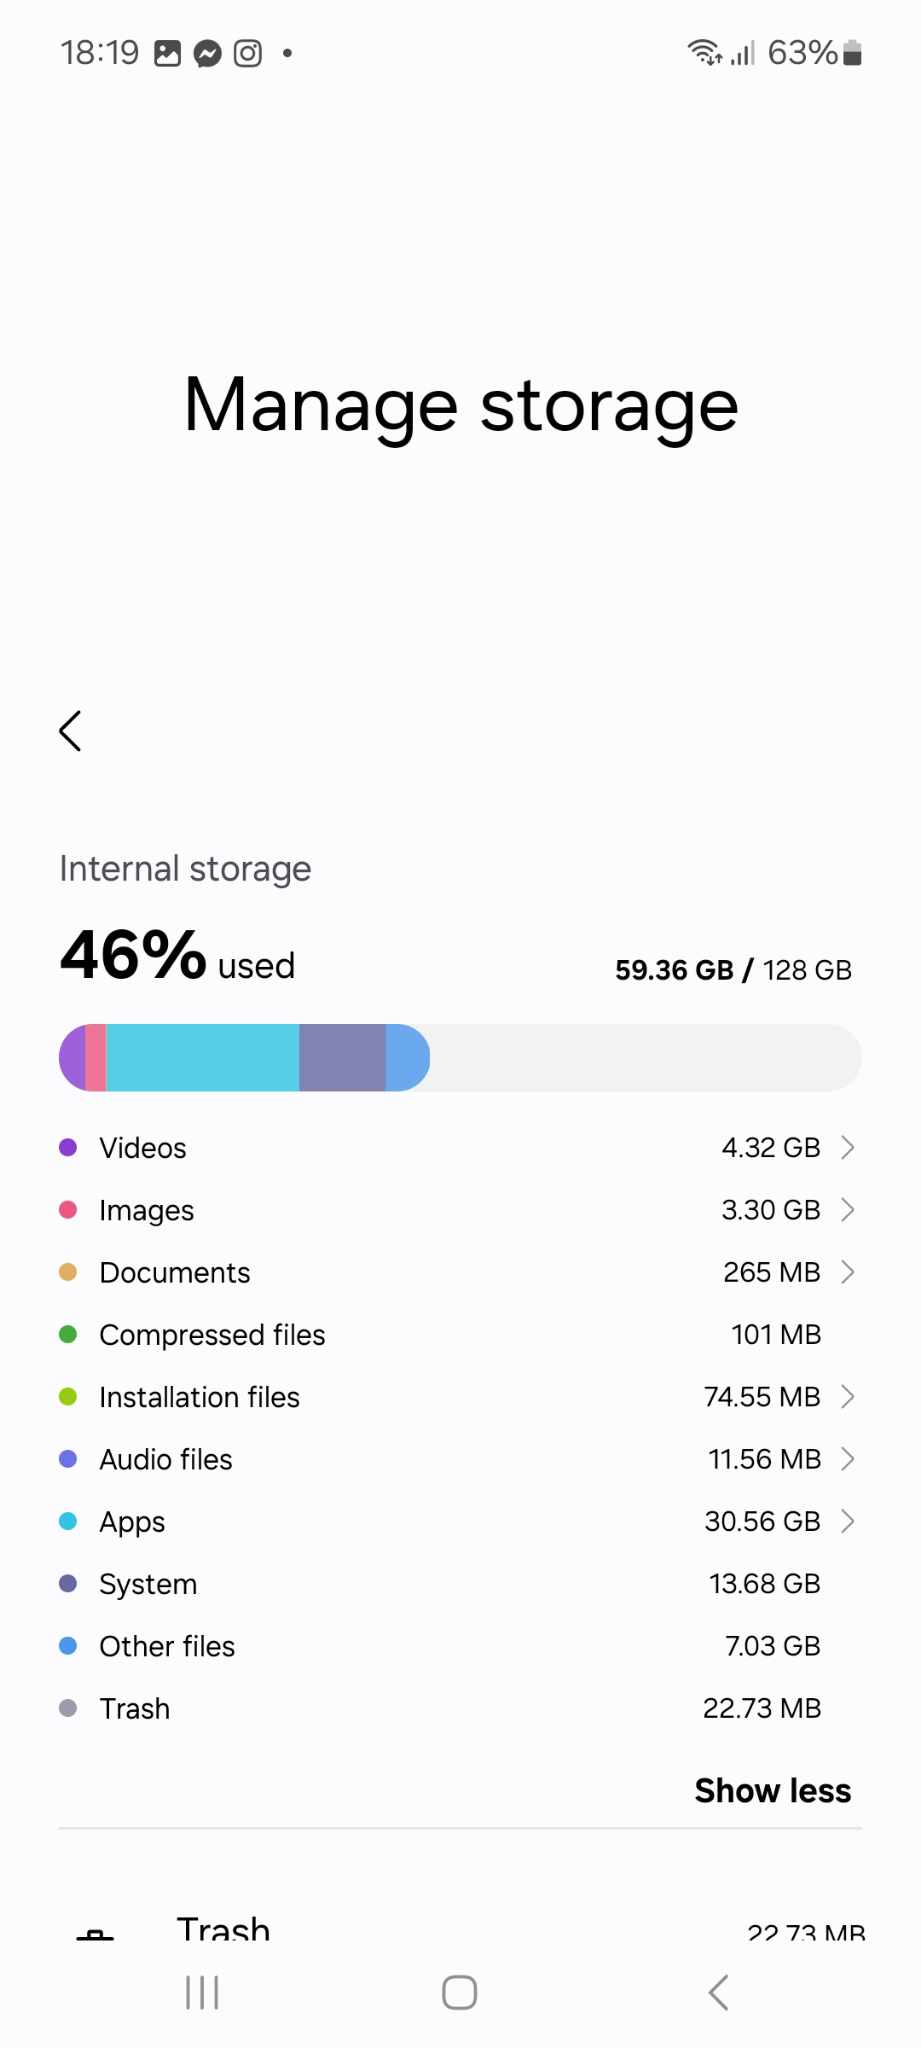 18:19 63%
Manage storage
Internal storage
46% used 59.36 GB / 128 GB
Videos 4.32 GB
Images 3.30 GB
Documents 265 MB
Compressed files 101 MB
Installation files 74.55 MB
Audio files 11.56 MB
Apps 30.56 GB
System 13.68 GB
Other files 7.03 GB
Trash 22.73 MB
Show less
Trash 22.73 MB